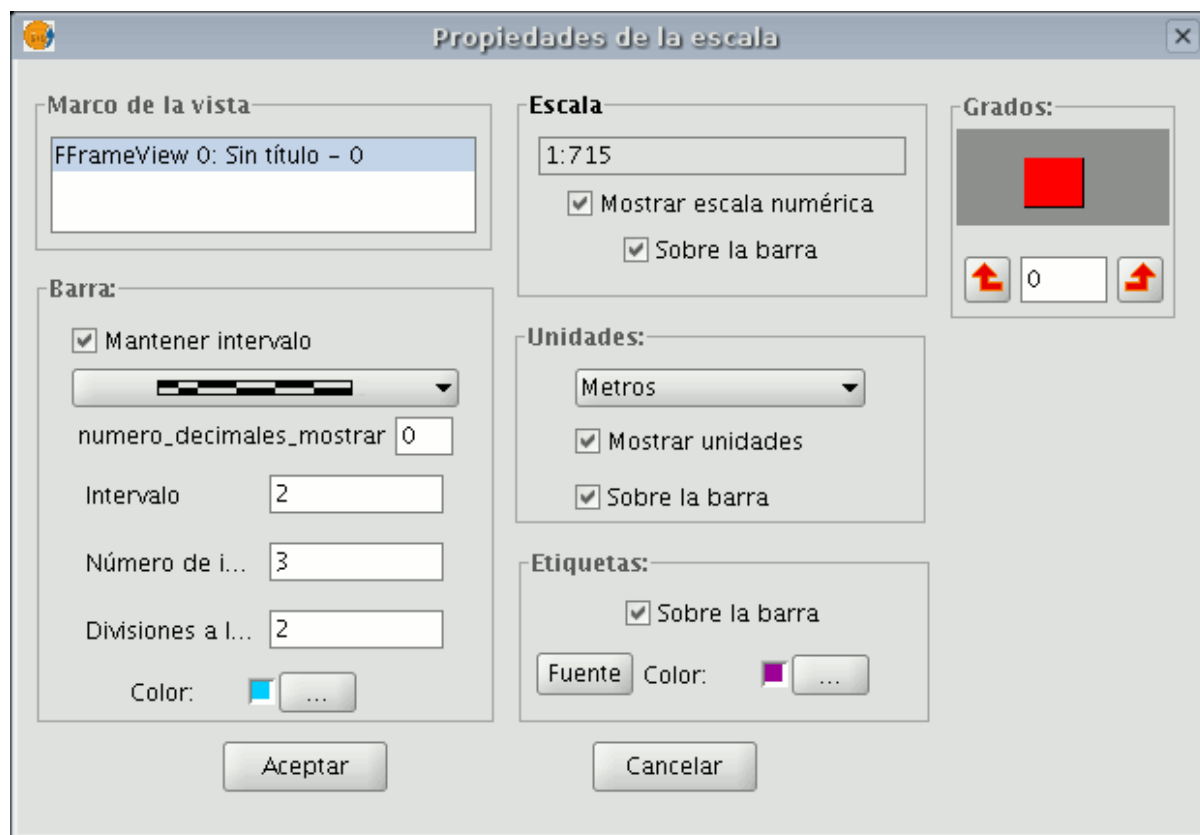 Propiedades de la escala
Marco de la vista
FFrameView 0: Sin título – 0
Escala
1:715
Mostrar escala numérica
Sobre la barra
Grados:
0
Barra:
Mantener intervalo
numero_decimales_mostrar 0
Intervalo 2
Número de i... 3
Divisiones a l... 2
Color: ...
Unidades:
Metros
Mostrar unidades
Sobre la barra
Etiquetas:
Sobre la barra
Fuente Color: ...
Aceptar
Cancelar